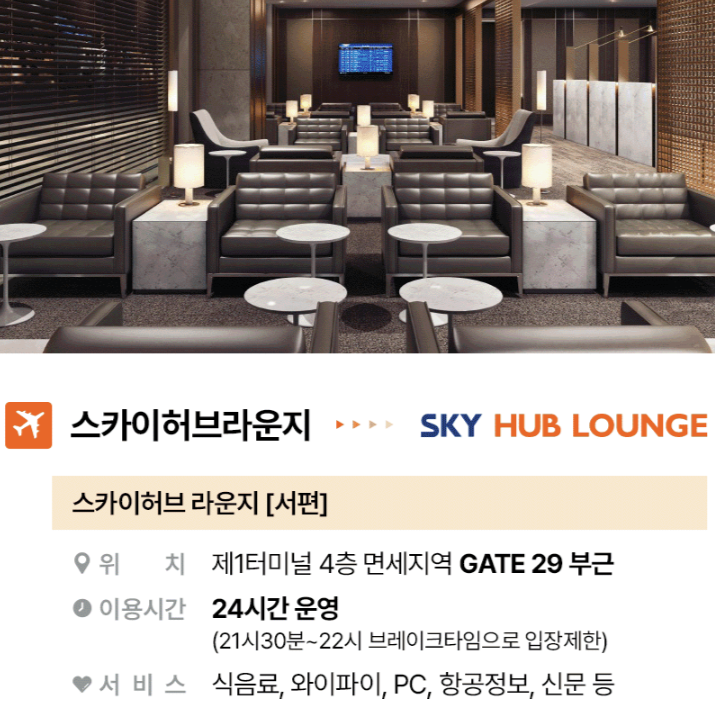 스카이허브라운지 SKY HUB LOUNGE
스카이허브 라운지 [서편]
위 치 제1터미널 4층 면세지역 GATE 29 부근
이용시간 24시간 운영
(21시30분~22시 브레이크타임으로 입장제한)
서 비 스 식음료, 와이파이, PC, 항공정보, 신문 등